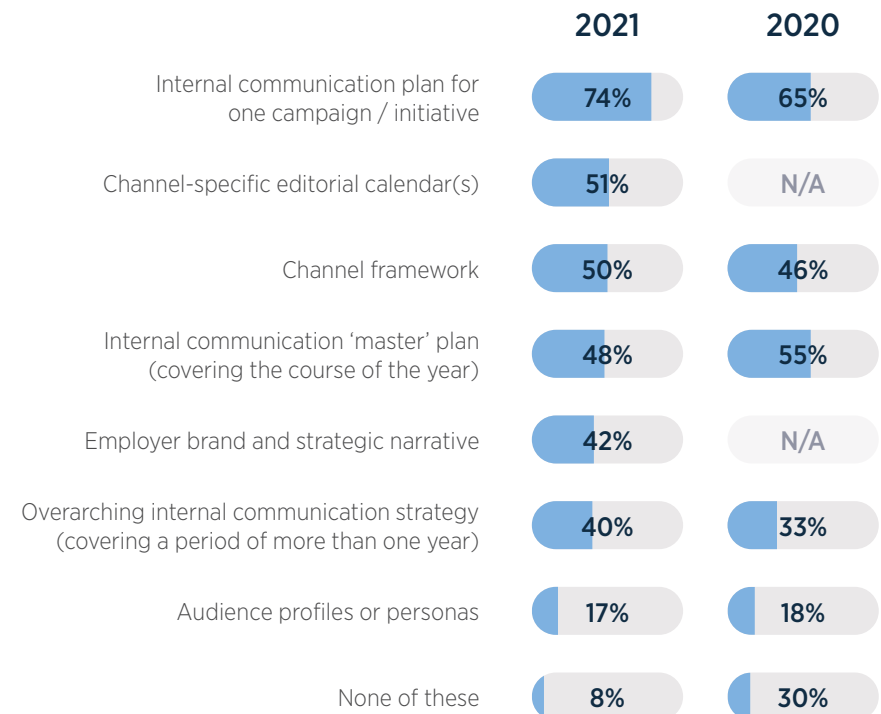 2021 2020
Internal communication plan for
one campaign / initiative
74% 65%
Channel-specific editorial calendar(s) 51% N/A
Channel framework 50% 46%
Internal communication ‘master’ plan
(covering the course of the year)
48% 55%
Employer brand and strategic narrative 42% N/A
Overarching internal communication strategy
(covering a period of more than one year)
40% 33%
Audience profiles or personas 17% 18%
None of these 8% 30%